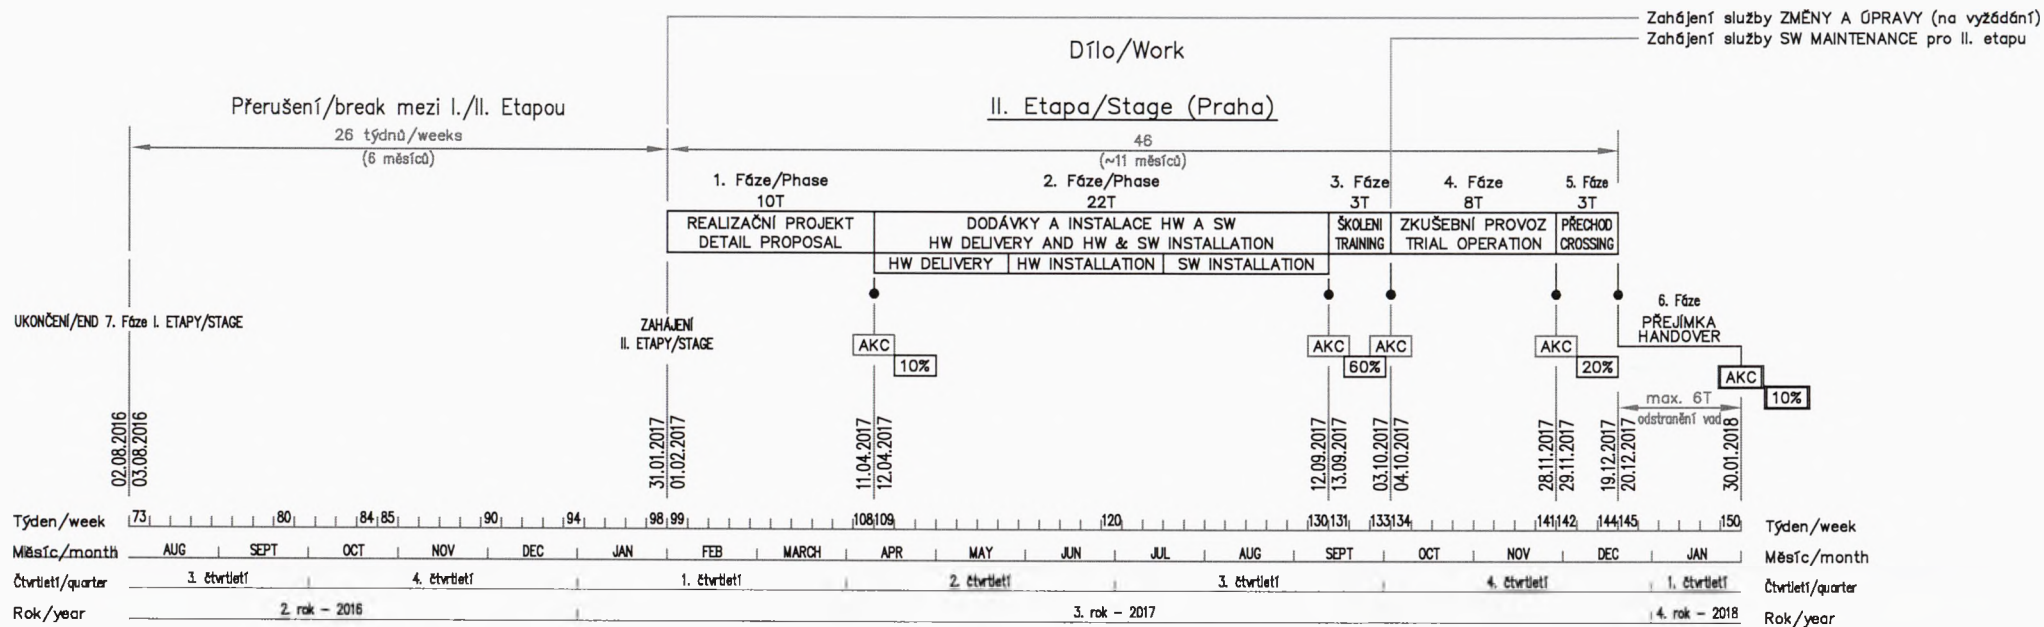 Zahájení služby ZMĚNY A ÚPRAVY (na vyžádání)
Zahájení služby SW MAINTENANCE pro II. etapu
Dílo/Work
Přerušení/break mezi I./II. Etapou
II. Etapa/Stage (Praha)
26 týdnů/weeks
(6 měsíců)
46
(~11 měsíců)
1. Fáze/Phase
10T
2. Fáze/Phase
22T
3. Fáze
3T
4. Fáze
8T
5. Fáze
3T
REALIZAČNÍ PROJEKT
DETAIL PROPOSAL
DODÁVKY A INSTALACE HW A SW
HW DELIVERY AND HW & SW INSTALLATION
ŠKOLENI
TRAINING
ZKUŠEBNÍ PROVOZ
TRIAL OPERATION
PŘECHOD
CROSSING
HW DELIVERY
HW INSTALLATION
SW INSTALLATION
UKONČENÍ/END 7. Fáze I. ETAPY/STAGE
ZAHÁJENÍ
II. ETAPY/STAGE
6. Fáze
PŘEJÍMKA
HANDOVER
AKC
10%
AKC
60%
AKC
AKC
20%
AKC
10%
max. 6T
odstranění vad
02.08.2016
03.08.2016
31.01.2017
01.02.2017
11.04.2017
12.04.2017
12.09.2017
13.09.2017
03.10.2017
04.10.2017
28.11.2017
29.11.2017
19.12.2017
20.12.2017
30.01.2018
Týden/week 73 80 84 85 90 94 98 99 108 109 120 130 131 133 134 141 142 144 145 150 Týden/week
Měsíc/month AUG SEPT OCT NOV DEC JAN FEB MARCH APR MAY JUN JUL AUG SEPT OCT NOV DEC JAN Měsíc/month
Čtvrtletí/quarter 3. čtvrtletí 4. čtvrtletí 1. čtvrtletí 2. čtvrtletí 3. čtvrtletí 4. čtvrtletí 1. čtvrtletí Čtvrtletí/quarter
Rok/year 2. rok – 2016 3. rok – 2017 4. rok – 2018 Rok/year